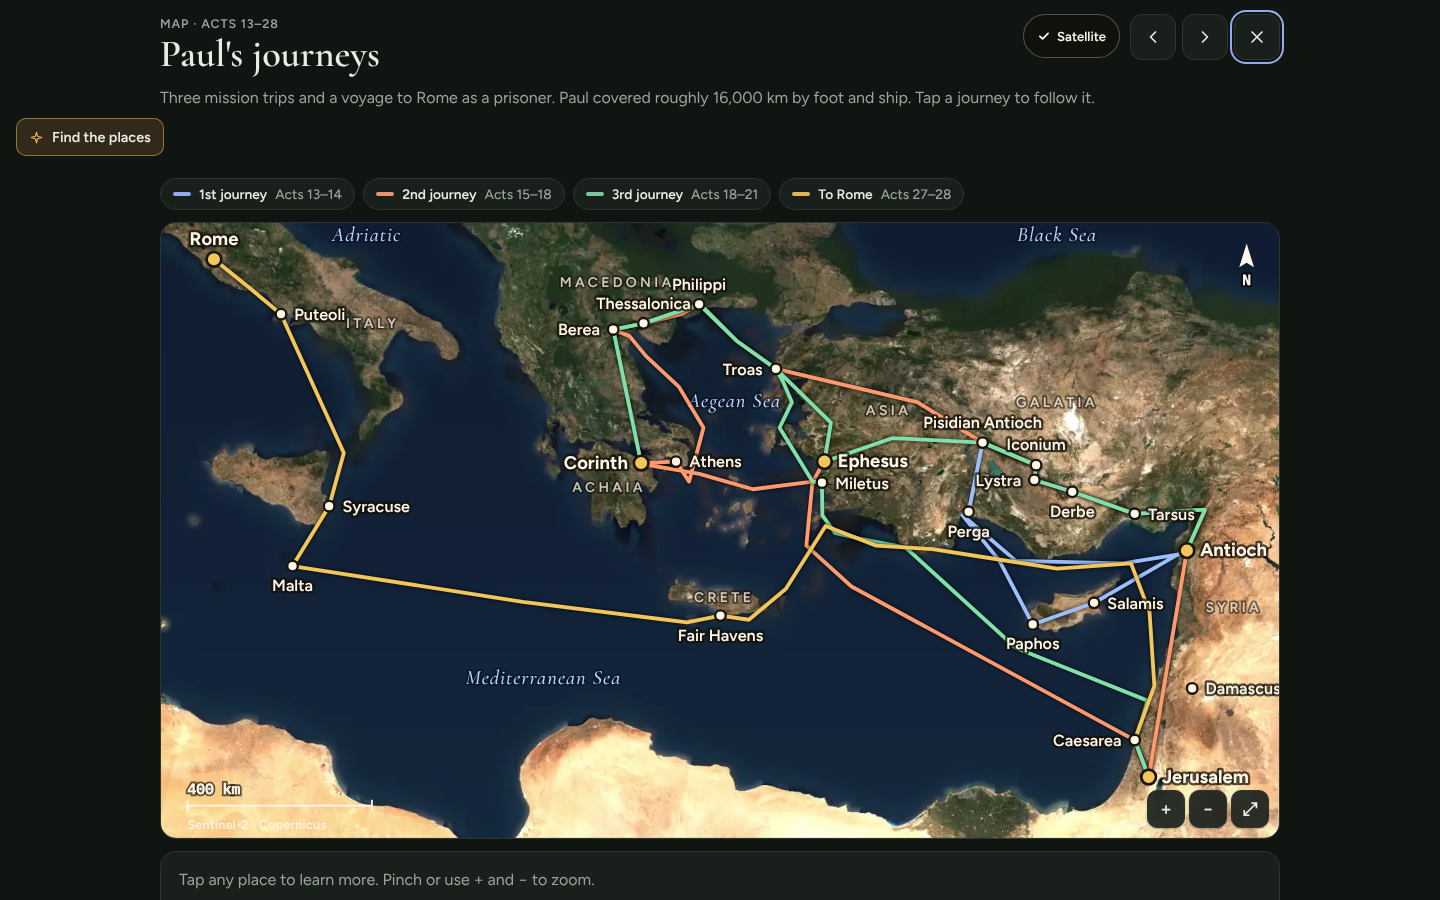 MAP · ACTS 13–28
Paul's journeys
Satellite
Three mission trips and a voyage to Rome as a prisoner. Paul covered roughly 16,000 km by foot and ship. Tap a journey to follow it.
Find the places
1st journey Acts 13–14
2nd journey Acts 15–18
3rd journey Acts 18–21
To Rome Acts 27–28
Rome
Adriatic
Black Sea
N
MACEDONIA
Philippi
Thessalonica
Puteoli
ITALY
Berea
Troas
Aegean Sea
ASIA
GALATIA
Pisidian Antioch
Iconium
Corinth
Athens
Ephesus
ACHAIA
Miletus
Lystra
Syracuse
Derbe
Tarsus
Perga
Antioch
Malta
CRETE
Salamis
SYRIA
Fair Havens
Paphos
Mediterranean Sea
Damascus
Caesarea
Jerusalem
400 km
Sentinel-2 · Copernicus
+
−
Tap any place to learn more. Pinch or use + and − to zoom.